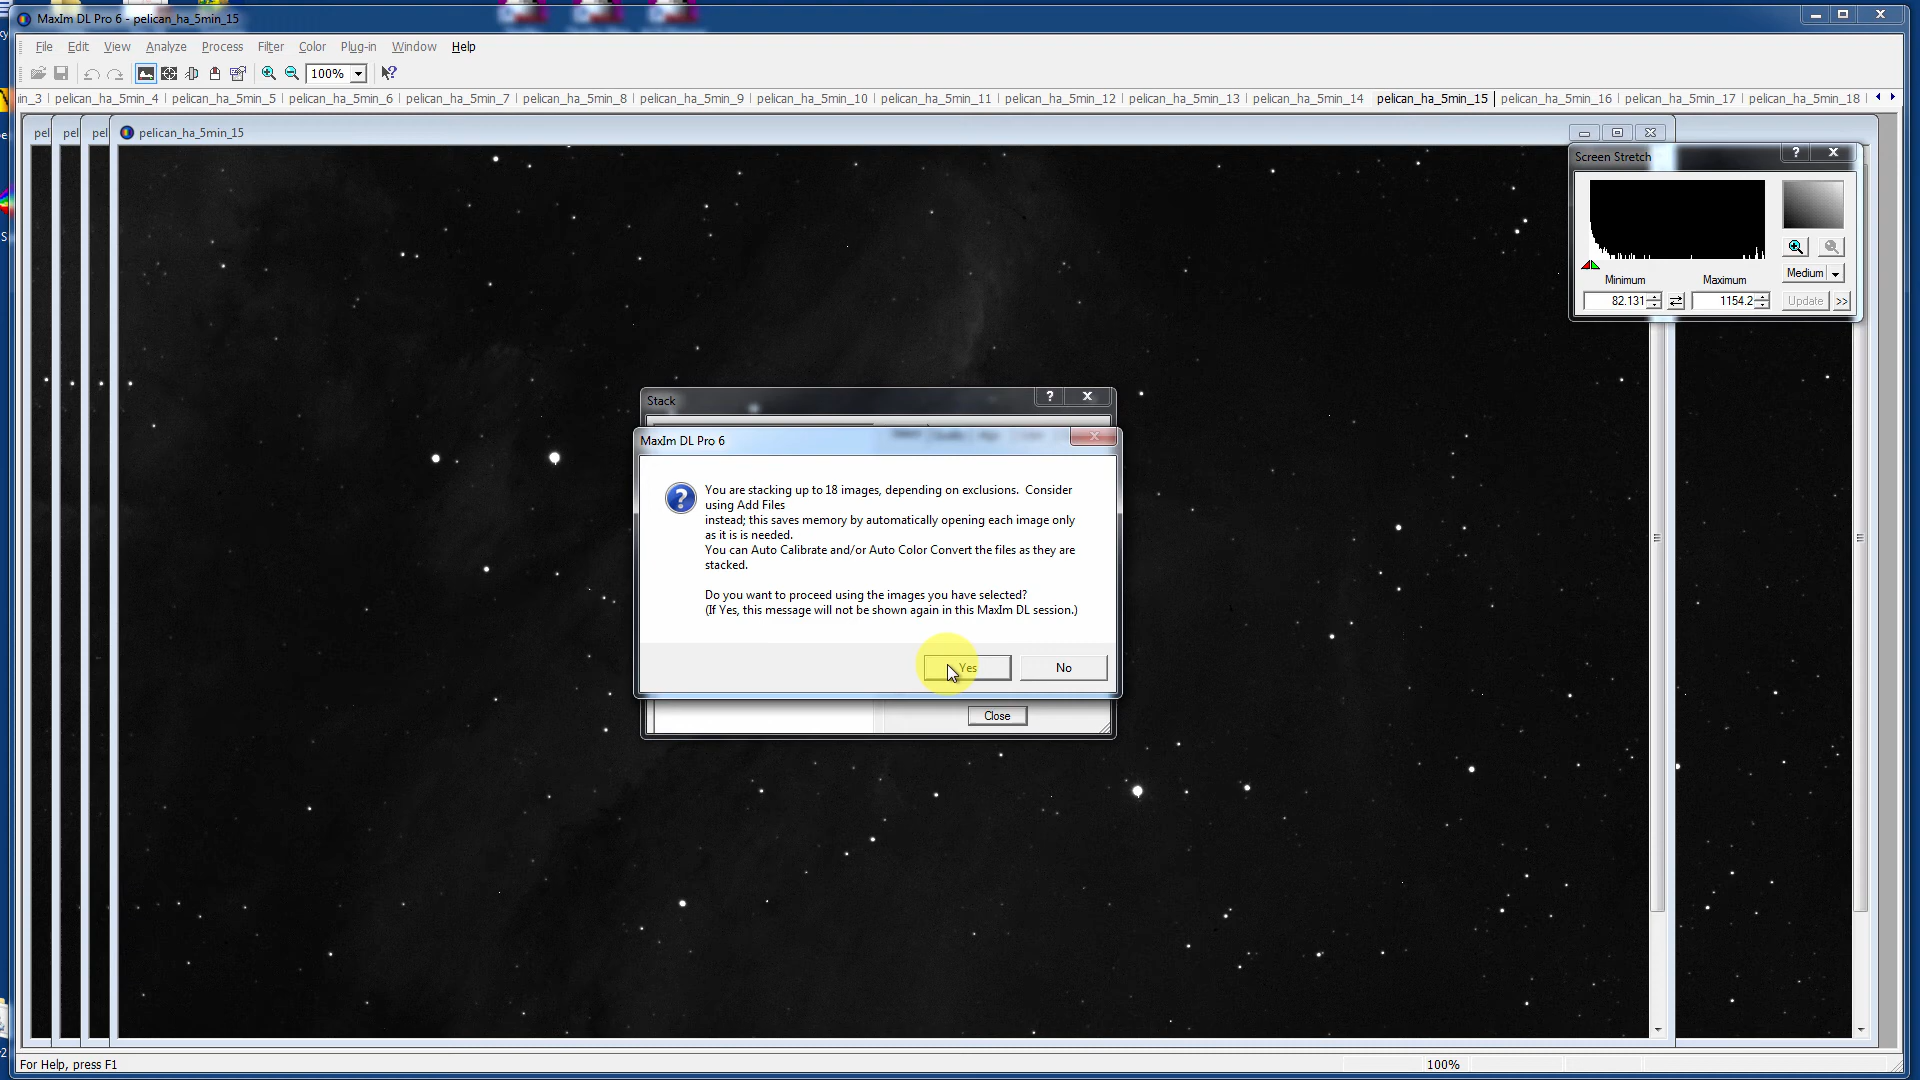 MaxIm DL Pro 6 - pelican_ha_5min_15
File Edit View Analyze Process Filter Color Plug-in Window Help
100%
in_3 pelican_ha_5min_4 pelican_ha_5min_5 pelican_ha_5min_6 pelican_ha_5min_7 pelican_ha_5min_8 pelican_ha_5min_9 pelican_ha_5min_10 pelican_ha_5min_11 pelican_ha_5min_12 pelican_ha_5min_13 pelican_ha_5min_14 pelican_ha_5min_15 pelican_ha_5min_16 pelican_ha_5min_17 pelican_ha_5min_18
pel pel pel pelican_ha_5min_15
Screen Stretch
Medium
Minimum Maximum
82.131 1154.2 Update >>
Stack
MaxIm DL Pro 6
You are stacking up to 18 images, depending on exclusions. Consider
using Add Files
instead; this saves memory by automatically opening each image only
as it is is needed.
You can Auto Calibrate and/or Auto Color Convert the files as they are
stacked.
Do you want to proceed using the images you have selected?
(If Yes, this message will not be shown again in this MaxIm DL session.)
Yes No
Close
For Help, press F1
100%